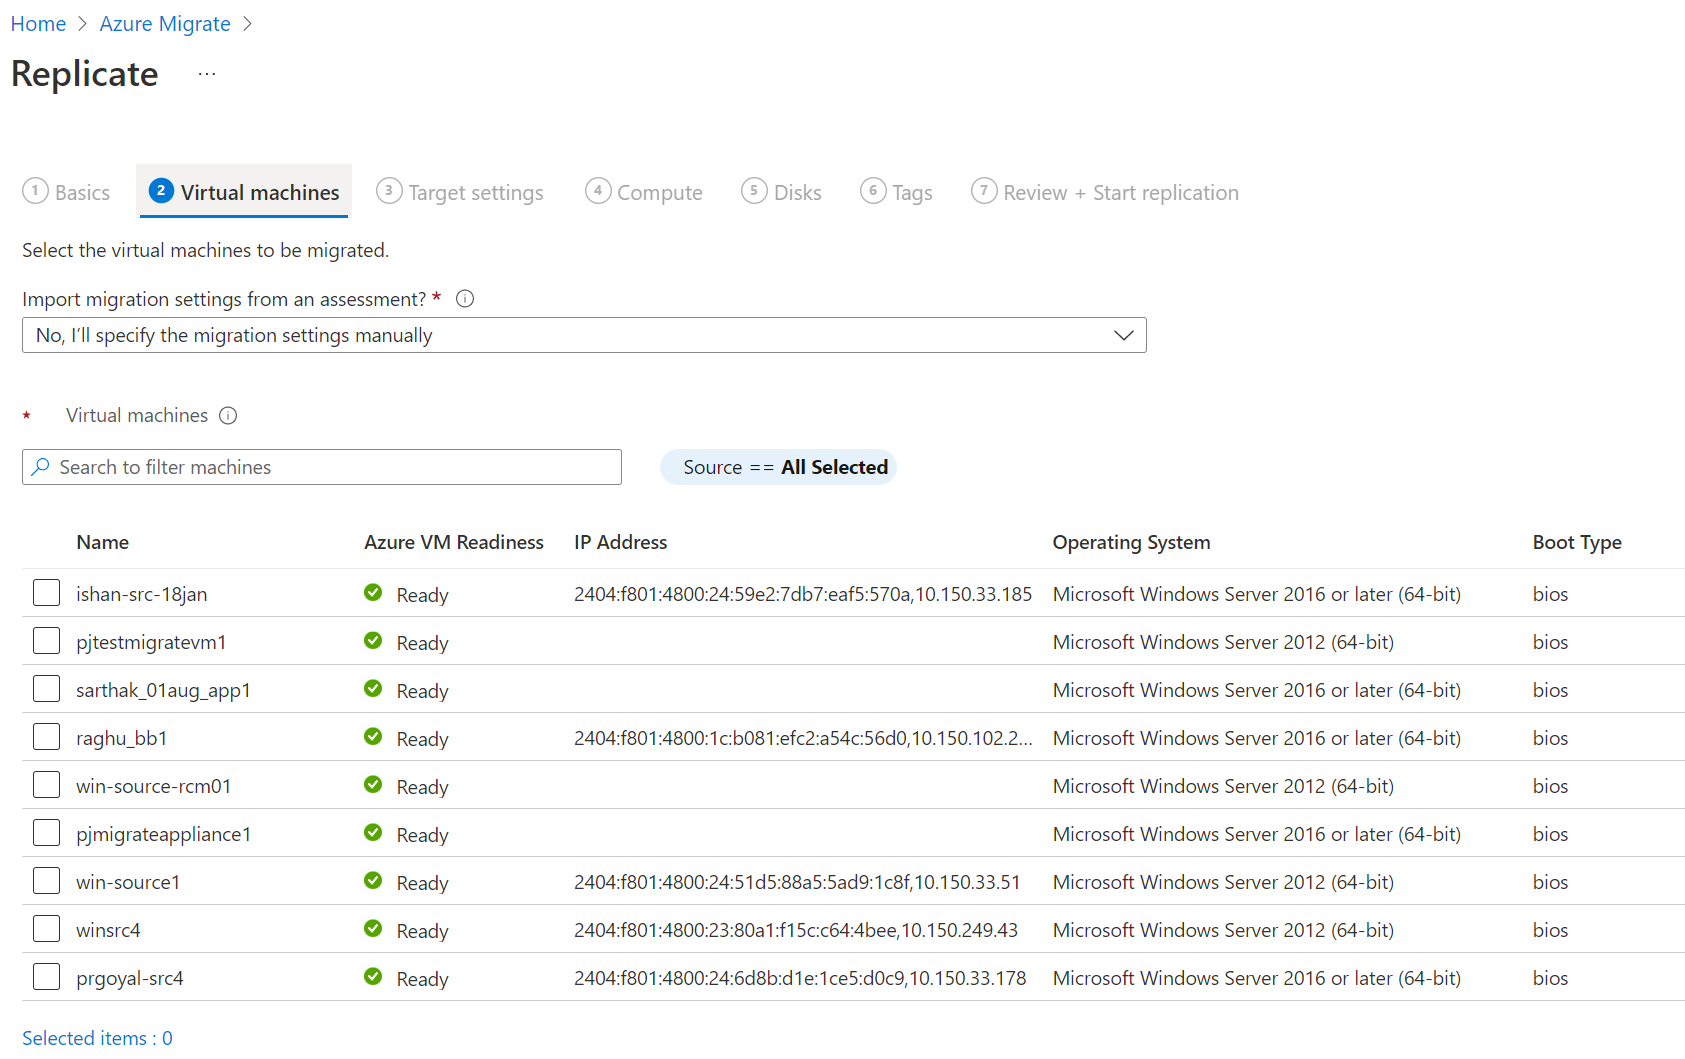 Home > Azure Migrate >
Replicate ...
1 Basics 2 Virtual machines 3 Target settings 4 Compute 5 Disks 6 Tags 7 Review + Start replication
Select the virtual machines to be migrated.
Import migration settings from an assessment? *
No, I’ll specify the migration settings manually
* Virtual machines
Search to filter machines Source == All Selected
Name Azure VM Readiness IP Address Operating System Boot Type
ishan-src-18jan Ready 2404:f801:4800:24:59e2:7db7:eaf5:570a,10.150.33.185 Microsoft Windows Server 2016 or later (64-bit) bios
pjtestmigratevm1 Ready Microsoft Windows Server 2012 (64-bit) bios
sarthak_01aug_app1 Ready Microsoft Windows Server 2016 or later (64-bit) bios
raghu_bb1 Ready 2404:f801:4800:1c:b081:efc2:a54c:56d0,10.150.102.2... Microsoft Windows Server 2016 or later (64-bit) bios
win-source-rcm01 Ready Microsoft Windows Server 2012 (64-bit) bios
pjmigrateappliance1 Ready Microsoft Windows Server 2016 or later (64-bit) bios
win-source1 Ready 2404:f801:4800:24:51d5:88a5:5ad9:1c8f,10.150.33.51 Microsoft Windows Server 2012 (64-bit) bios
winsrc4 Ready 2404:f801:4800:23:80a1:f15c:c64:4bee,10.150.249.43 Microsoft Windows Server 2012 (64-bit) bios
prgoyal-src4 Ready 2404:f801:4800:24:6d8b:d1e:1ce5:d0c9,10.150.33.178 Microsoft Windows Server 2016 or later (64-bit) bios
Selected items : 0